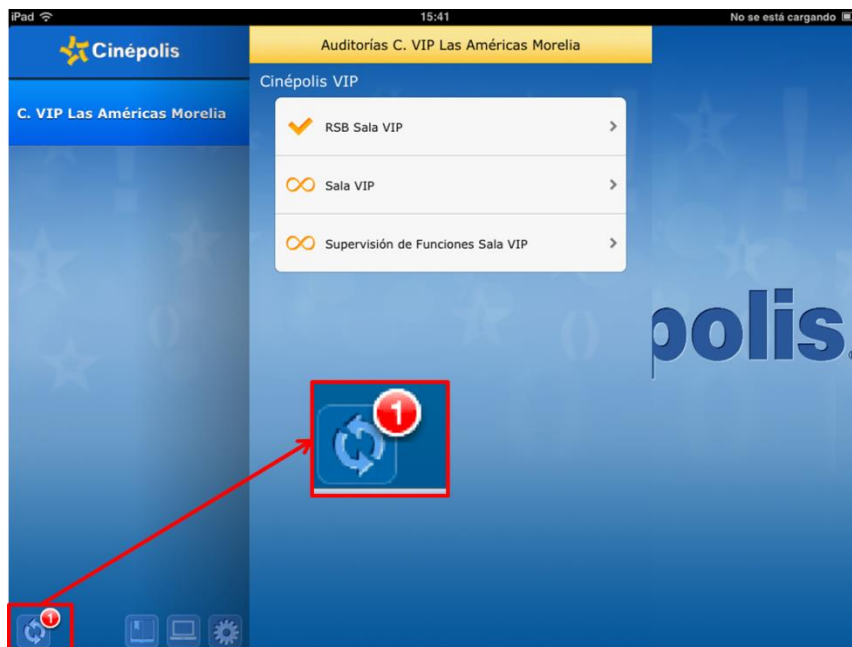 iPad 15:41 No se está cargando
Cinépolis
Auditorías C. VIP Las Américas Morelia
Cinépolis VIP
C. VIP Las Américas Morelia
RSB Sala VIP
Sala VIP
Supervisión de Funciones Sala VIP
polis
1
1